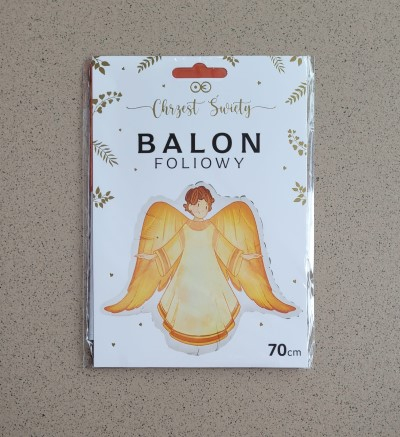 Chrzest Święty
BALON
FOLIOWY
70cm